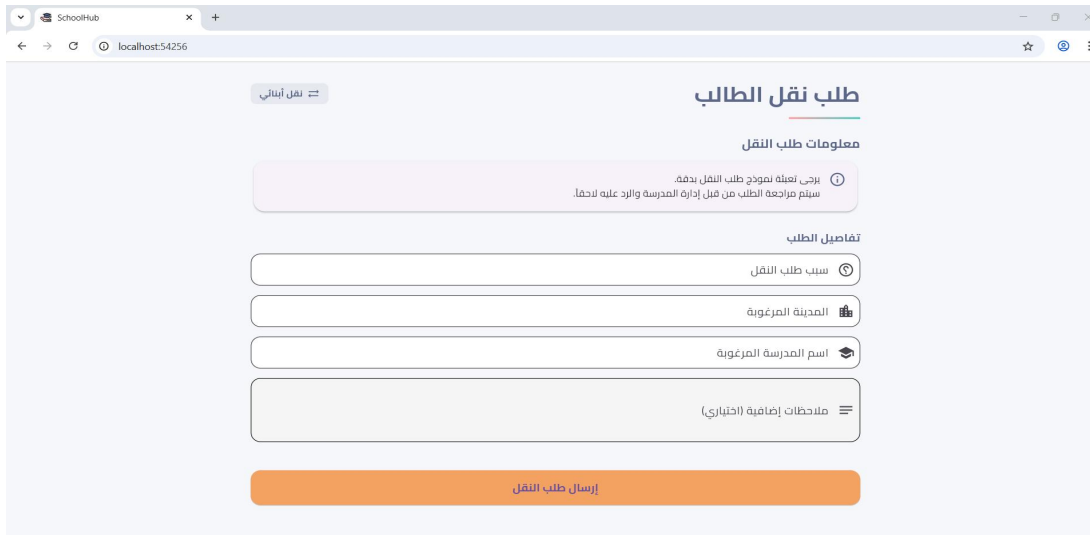 SchoolHub
localhost:54256
طلب نقل الطالب
نقل أبنائي
معلومات طلب النقل
يرجى تعبئة نموذج طلب النقل بدقة.
سيتم مراجعة الطلب من قبل إدارة المدرسة والرد عليه لاحقاً.
تفاصيل الطلب
سبب طلب النقل
المدينة المرغوبة
اسم المدرسة المرغوبة
ملاحظات إضافية (اختياري)
إرسال طلب النقل